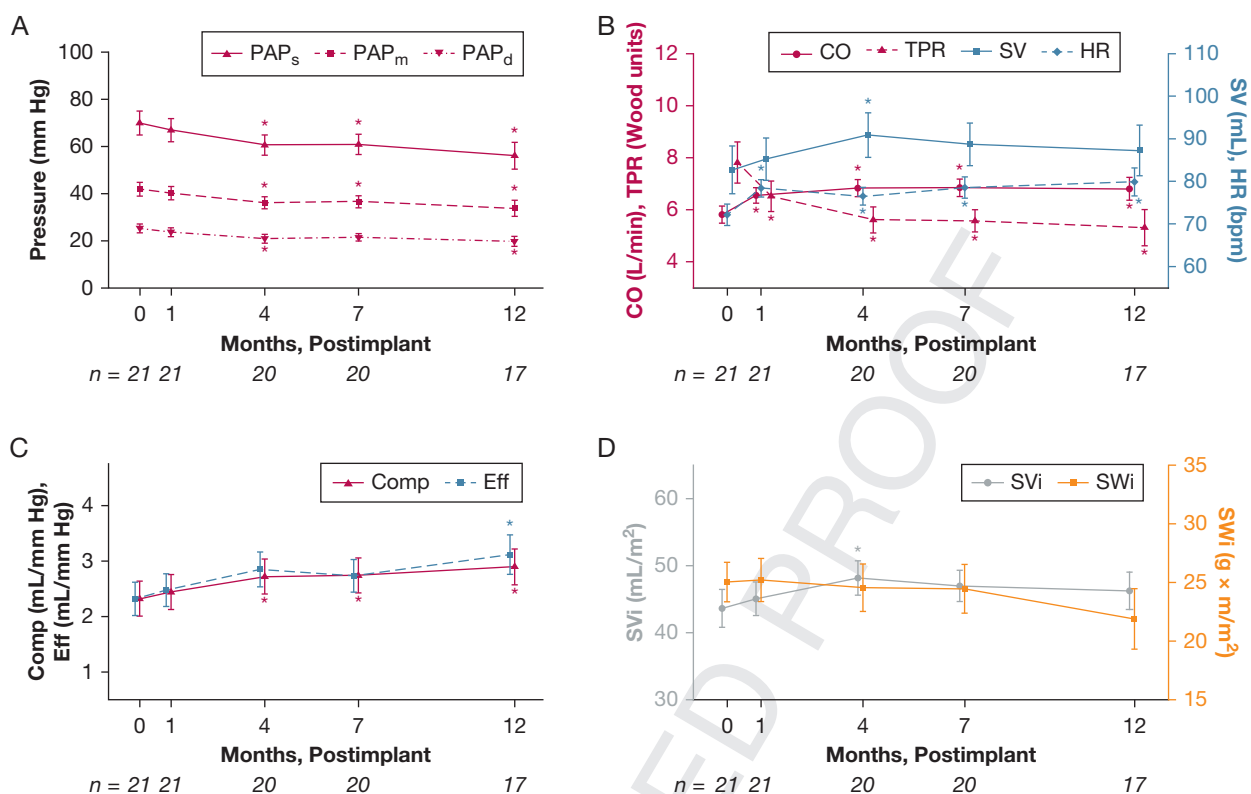 A
PAPs PAPm PAPd
Pressure (mm Hg)
100
80
60
40
20
0
* * *
* * *
* *
0 1 4 7 12
Months, Postimplant
n = 21 21 20 20 17
B
CO TPR SV HR
CO (L/min), TPR (Wood units)
12
10
8
6
4
SV (mL), HR (bpm)
110
100
90
80
70
60
*
* * *
* * * *
* * *
* * *
0 1 4 7 12
Months, Postimplant
n = 21 21 20 20 17
C
Comp Eff
Comp (mL/mm Hg),
Eff (mL/mm Hg)
4
3
2
1
*
* * *
0 1 4 7 12
Months, Postimplant
n = 21 21 20 20 17
D
SVi SWi
SVi (mL/m²)
60
50
40
30
SWi (g × m/m²)
35
30
25
20
15
*
0 1 4 7 12
Months, Postimplant
n = 21 21 20 20 17
ED PROOF